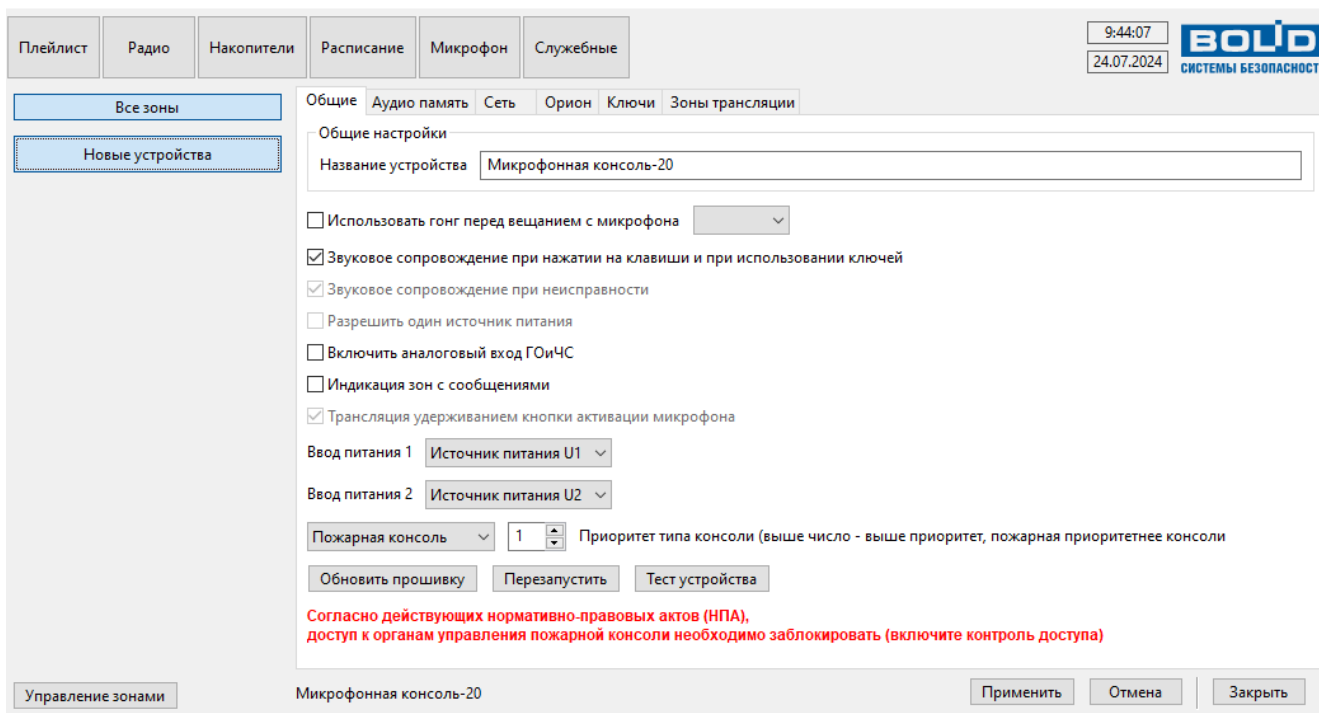 Плейлист
Радио
Накопители
Расписание
Микрофон
Служебные
9:44:07
24.07.2024
BOLID
СИСТЕМЫ БЕЗОПАСНОСТ
Все зоны
Новые устройства
Общие
Аудио память
Сеть
Орион
Ключи
Зоны трансляции
Общие настройки
Название устройства
Микрофонная консоль-20
Использовать гонг перед вещанием с микрофона
Звуковое сопровождение при нажатии на клавиши и при использовании ключей
Звуковое сопровождение при неисправности
Разрешить один источник питания
Включить аналоговый вход ГОиЧС
Индикация зон с сообщениями
Трансляция удерживанием кнопки активации микрофона
Ввод питания 1
Источник питания U1
Ввод питания 2
Источник питания U2
Пожарная консоль
1
Приоритет типа консоли (выше число - выше приоритет, пожарная приоритетнее консоли
Обновить прошивку
Перезапустить
Тест устройства
Согласно действующих нормативно-правовых актов (НПА),
доступ к органам управления пожарной консоли необходимо заблокировать (включите контроль доступа)
Управление зонами
Микрофонная консоль-20
Применить
Отмена
Закрыть